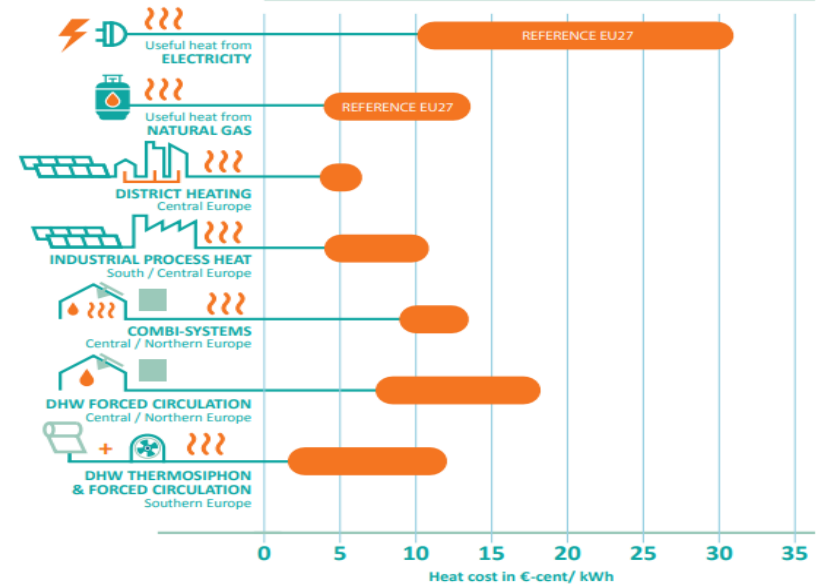 Useful heat from
ELECTRICITY
REFERENCE EU27
Useful heat from
NATURAL GAS
REFERENCE EU27
DISTRICT HEATING
Central Europe
INDUSTRIAL PROCESS HEAT
South / Central Europe
COMBI-SYSTEMS
Central / Northern Europe
DHW FORCED CIRCULATION
Central / Northern Europe
+
DHW THERMOSIPHON
& FORCED CIRCULATION
Southern Europe
0 5 10 15 20 25 30 35
Heat cost in €-cent/ kWh